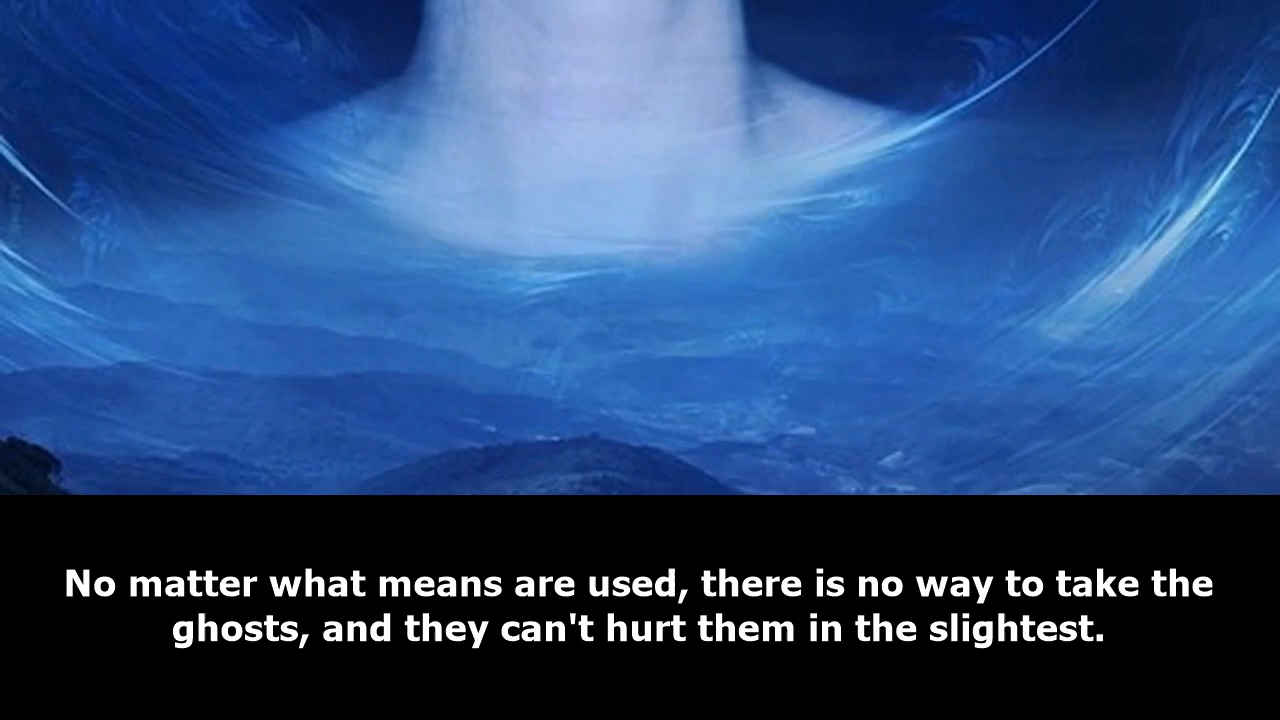 No matter what means are used, there is no way to take the
ghosts, and they can't hurt them in the slightest.